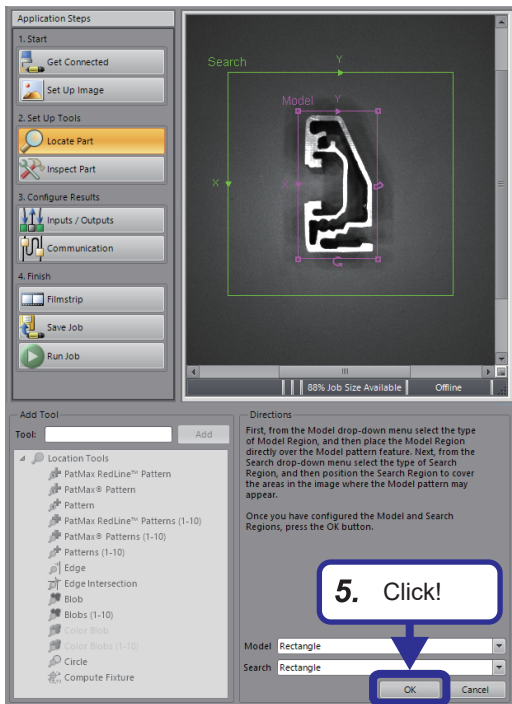 Application Steps
1. Start
Get Connected
Set Up Image
2. Set Up Tools
Locate Part
Inspect Part
3. Configure Results
Inputs / Outputs
Communication
4. Finish
Filmstrip
Save Job
Run Job
Search
Y
Model
Y
X
X
88% Job Size Available
Offline
Add Tool
Tool:
Add
Location Tools
PatMax RedLine™ Pattern
PatMax® Pattern
Pattern
PatMax RedLine™ Patterns (1-10)
PatMax® Patterns (1-10)
Patterns (1-10)
Edge
Edge Intersection
Blob
Blobs (1-10)
Color Blob
Color Blobs (1-10)
Circle
Compute Fixture
Directions
First, from the Model drop-down menu select the type
of Model Region, and then place the Model Region
directly over the Model pattern feature. Next, from the
Search drop-down menu select the type of Search
Region, and then position the Search Region to cover
the areas in the image where the Model pattern may
appear.
Once you have configured the Model and Search
Regions, press the OK button.
5. Click!
Model Rectangle
Search Rectangle
OK
Cancel